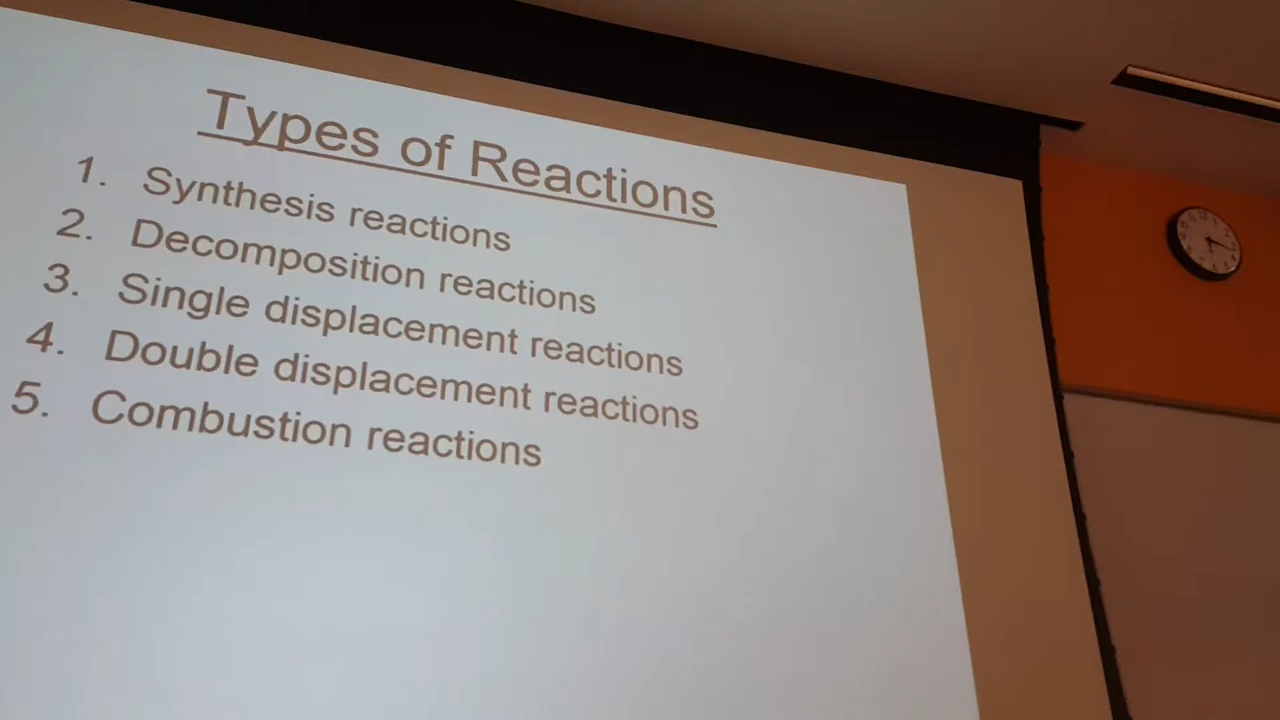 Types of Reactions
1. Synthesis reactions
2. Decomposition reactions
3. Single displacement reactions
4. Double displacement reactions
5. Combustion reactions